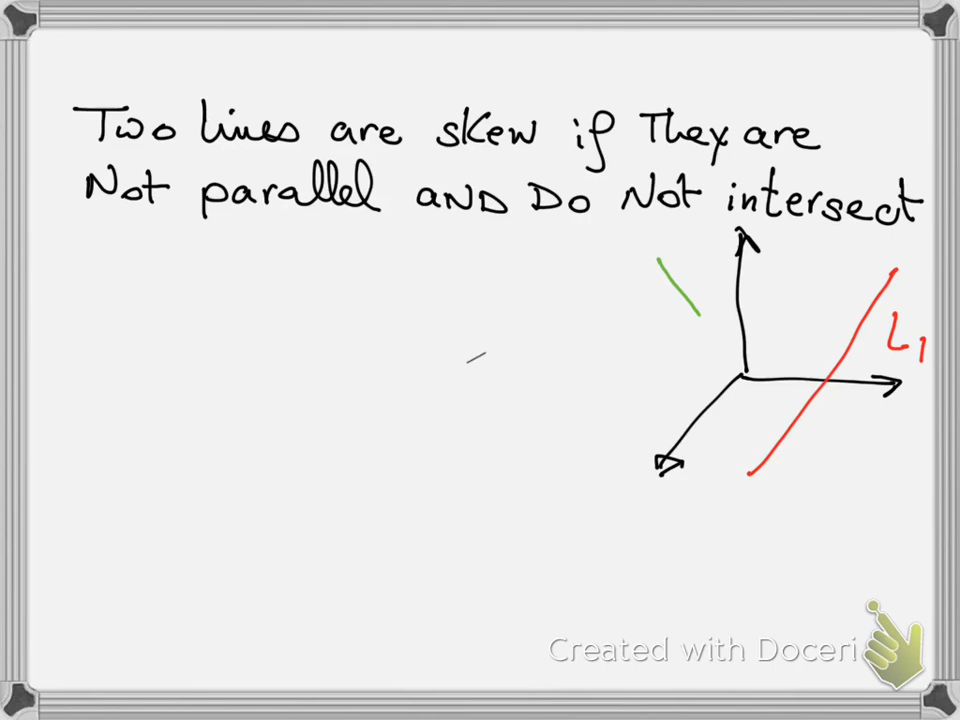 Two lines are skew if They are
Not parallel AND Do Not intersect
L1
Created with Doceri